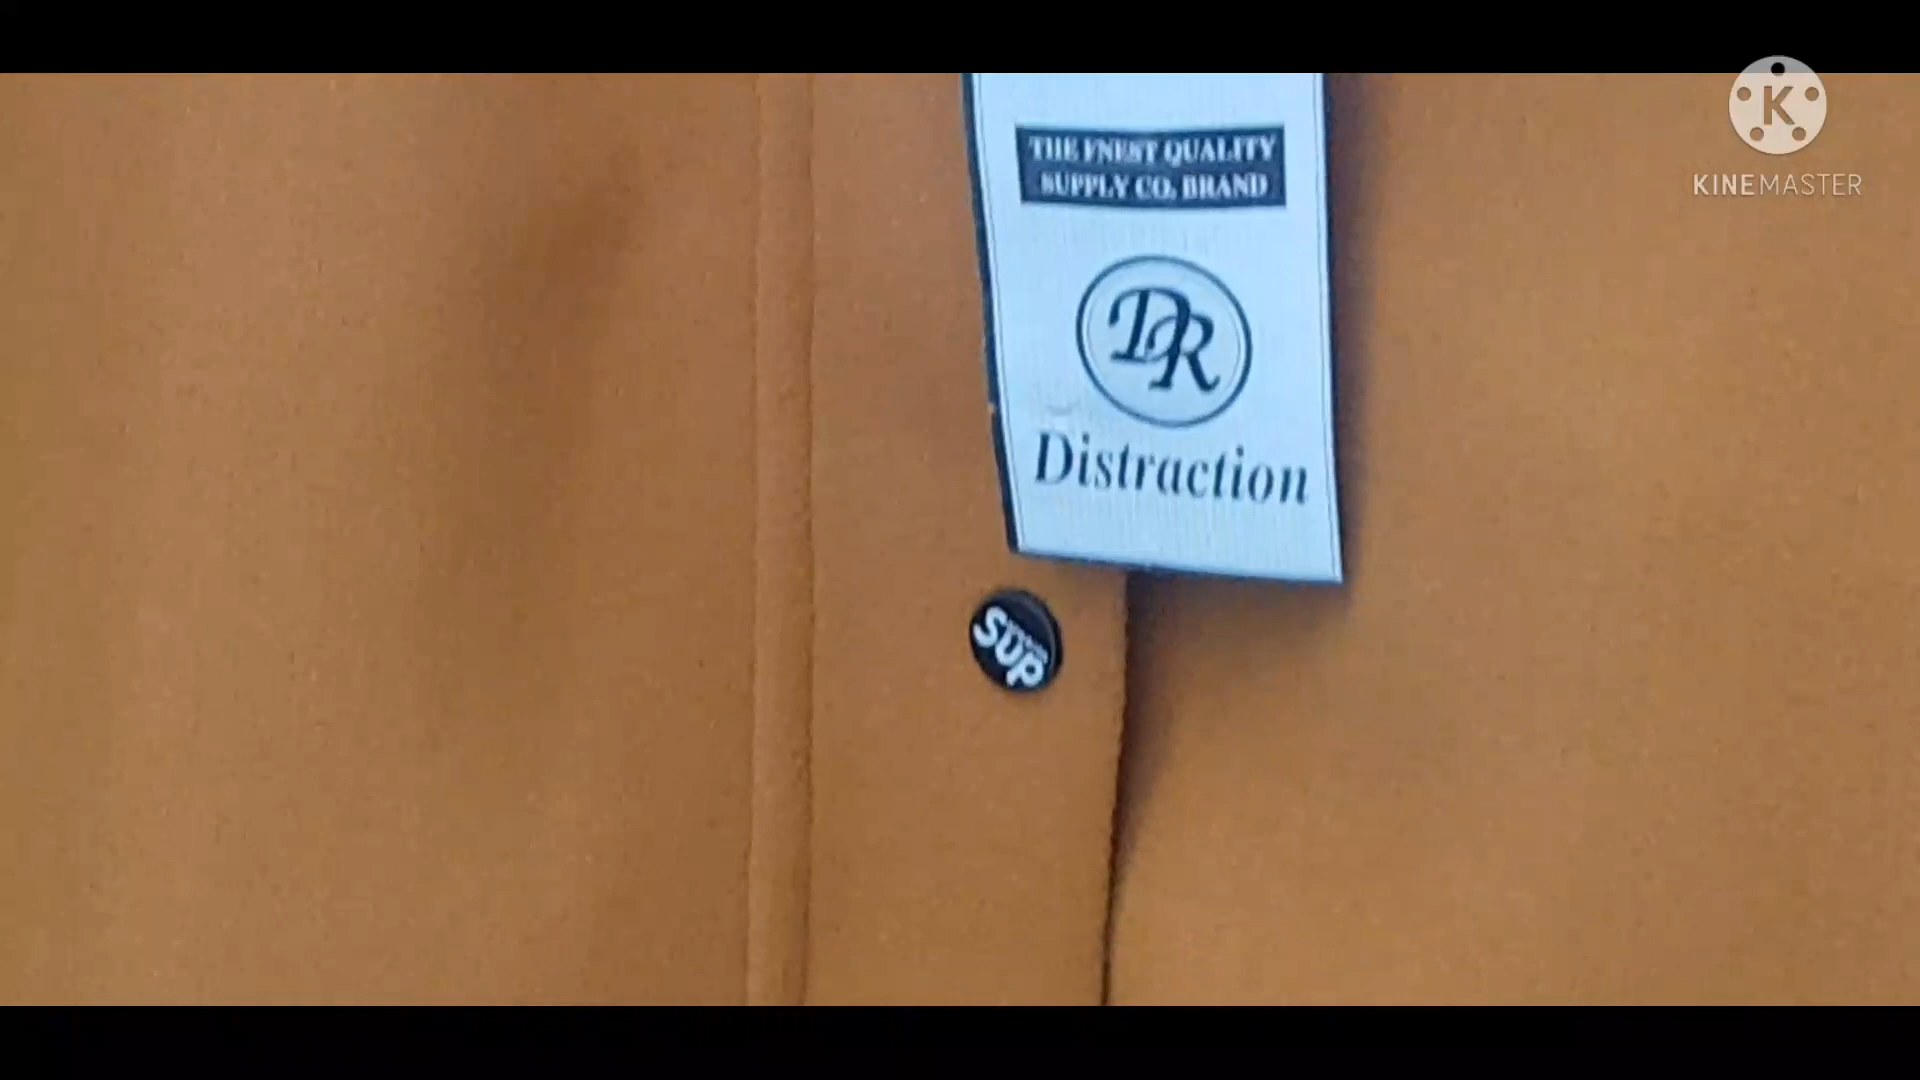 THE FNEST QUALITY
SUPPLY CO. BRAND
DR
Distraction
SUP
K
KINEMASTER